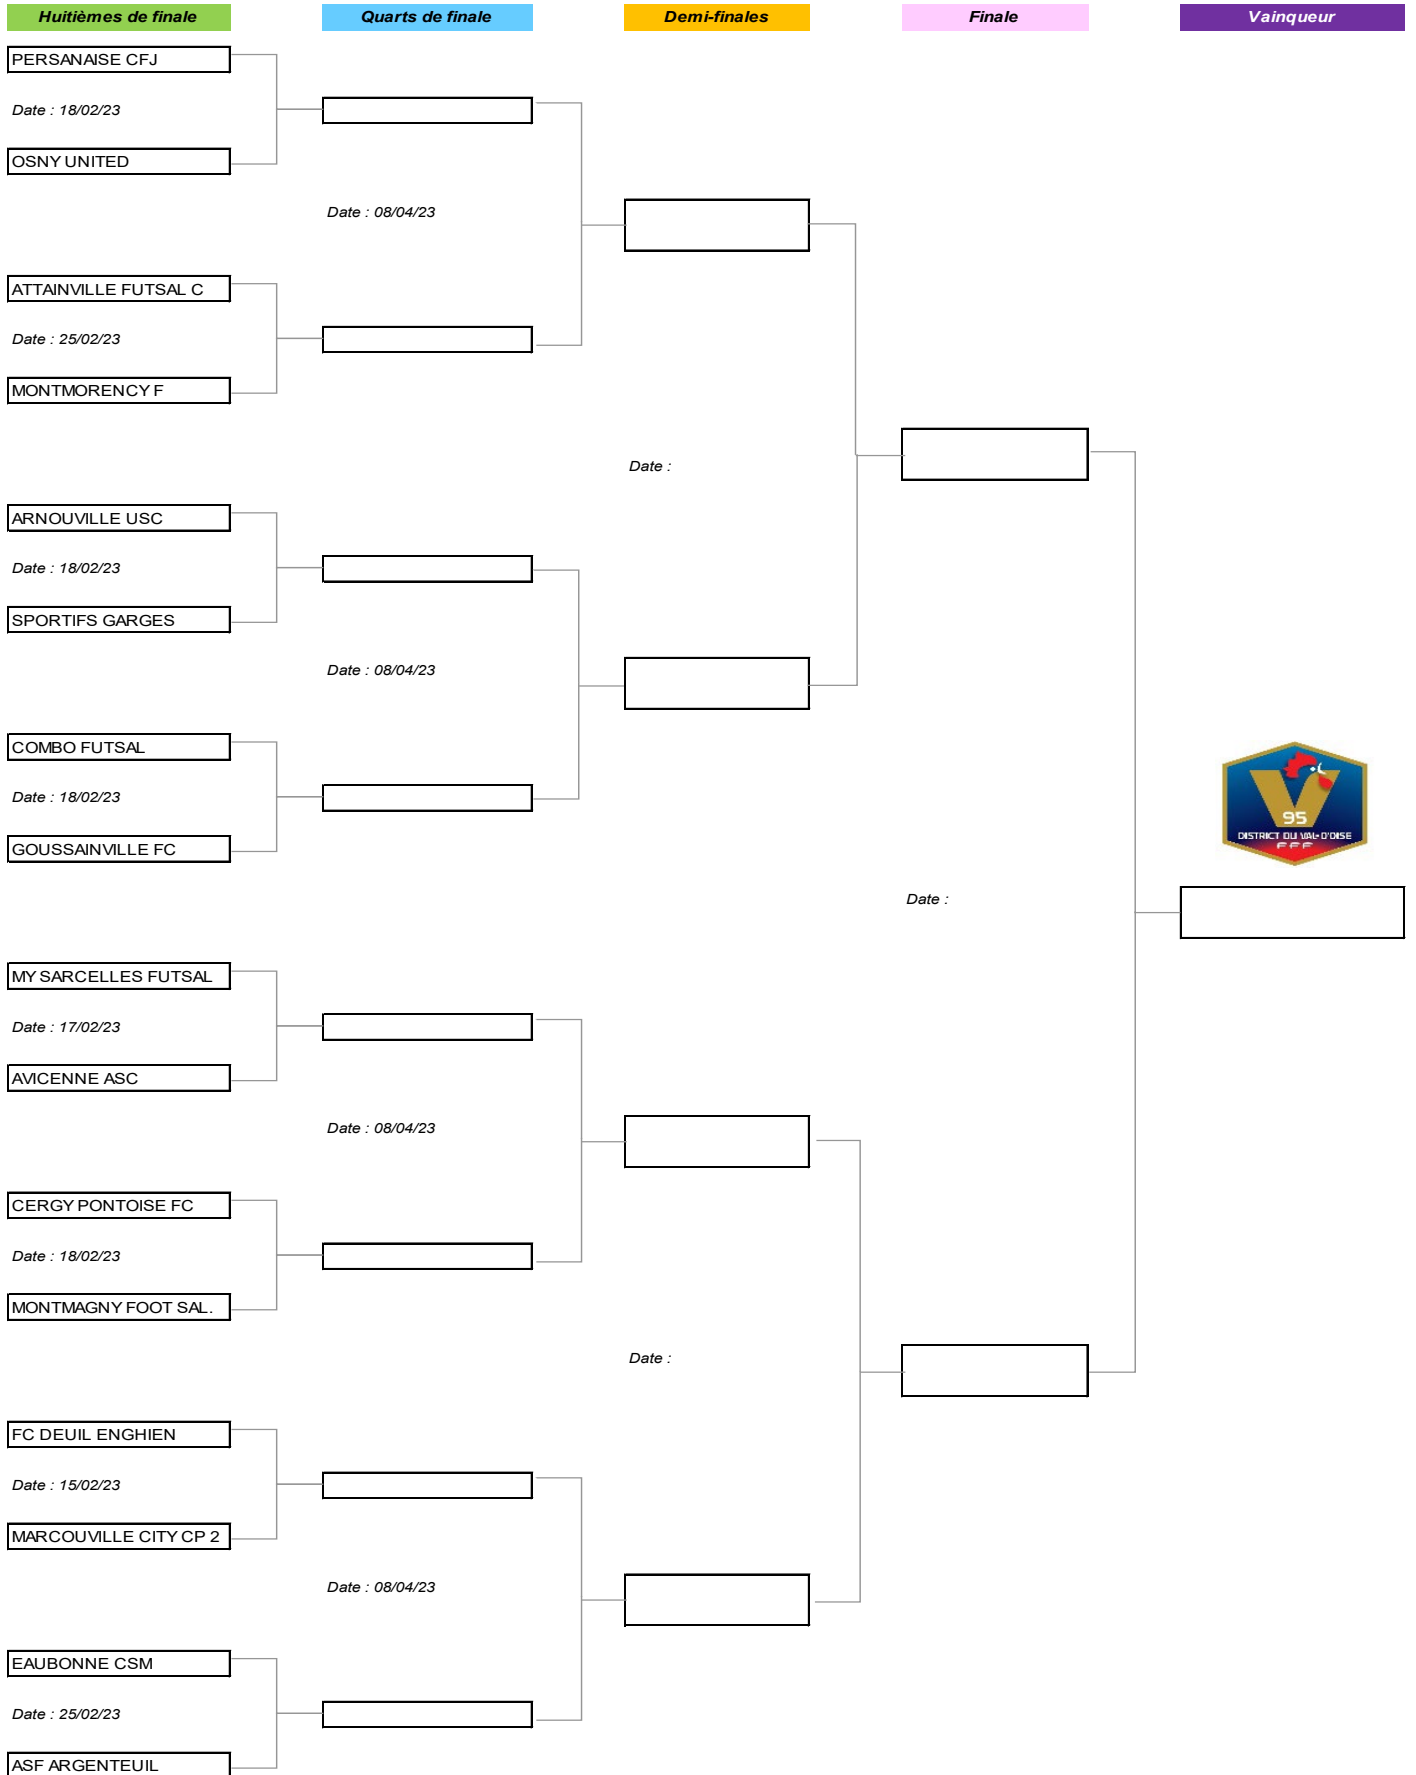 Huitièmes de finale
Quarts de finale
Demi-finales
Finale
Vainqueur
PERSANAISE CFJ
Date : 18/02/23
OSNY UNITED
Date : 08/04/23
ATTAINVILLE FUTSAL C
Date : 25/02/23
MONTMORENCY F
Date :
ARNOUVILLE USC
Date : 18/02/23
SPORTIFS GARGES
Date : 08/04/23
COMBO FUTSAL
Date : 18/02/23
GOUSSAINVILLE FC
95
DISTRICT DU VAL-D'OISE
FFF
Date :
MY SARCELLES FUTSAL
Date : 17/02/23
AVICENNE ASC
Date : 08/04/23
CERGY PONTOISE FC
Date : 18/02/23
MONTMAGNY FOOT SAL.
Date :
FC DEUIL ENGHIEN
Date : 15/02/23
MARCOUVILLE CITY CP 2
Date : 08/04/23
EAUBONNE CSM
Date : 25/02/23
ASF ARGENTEUIL